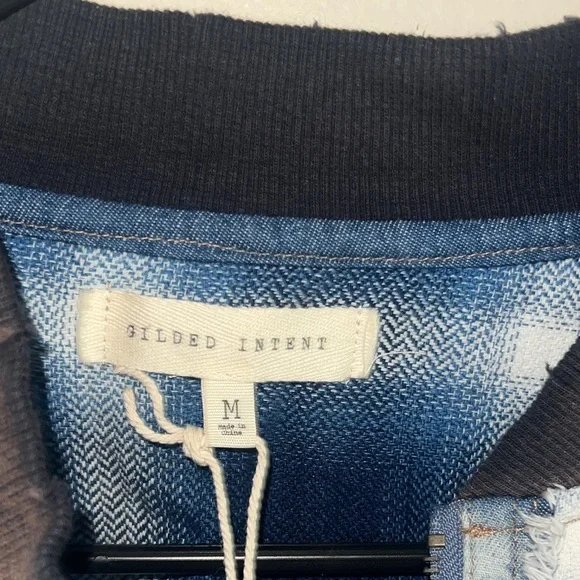 GILDED INTENT
M
Made in
China